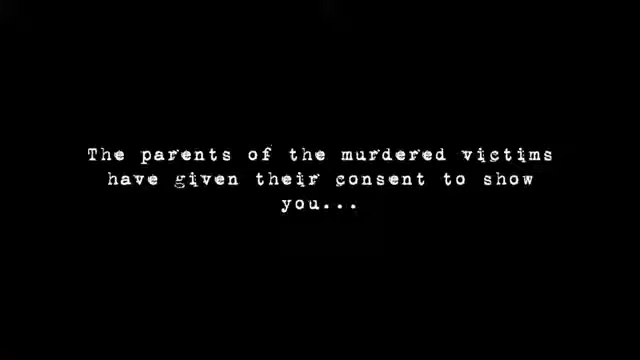 The parents of the murdered victims
have given their consent to show
you...